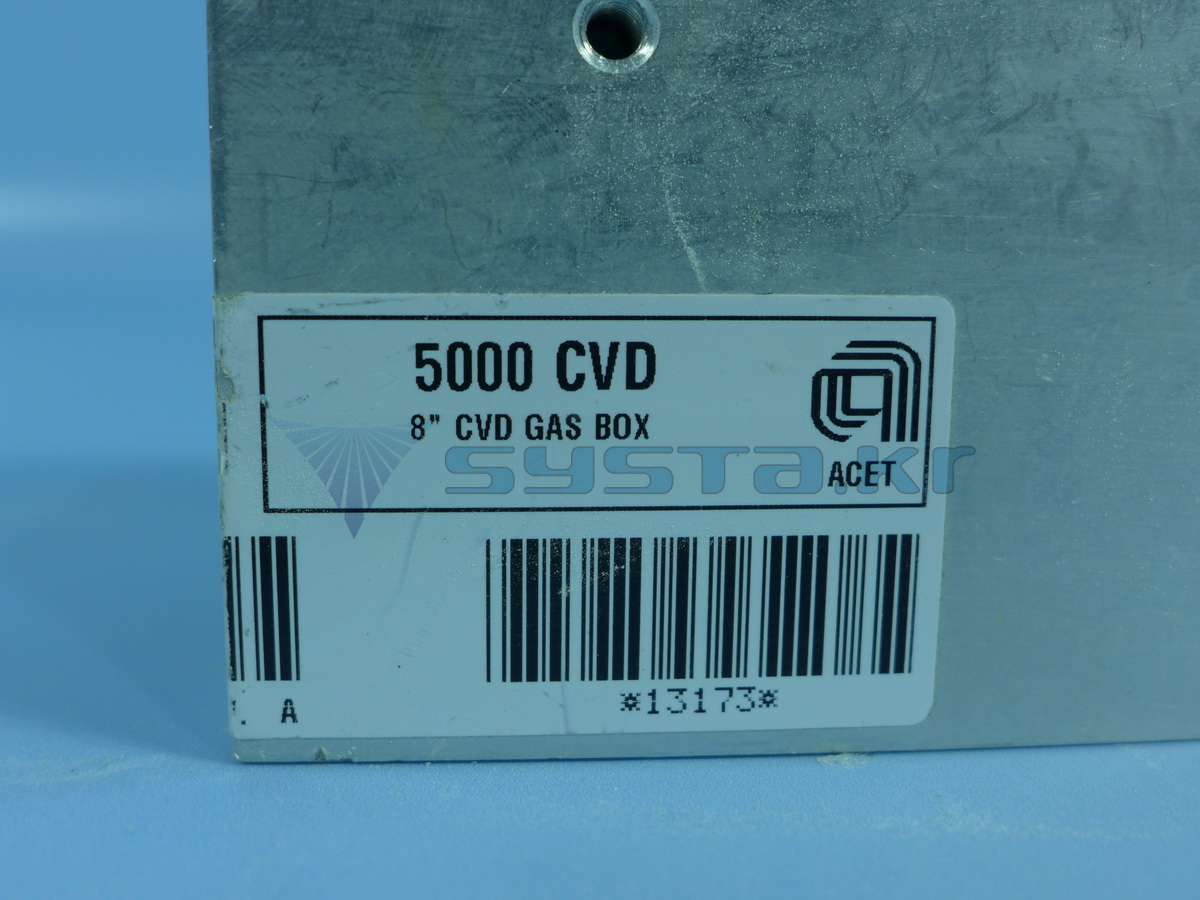 5000 CVD
8" CVD GAS BOX
ACET
systa.kr
A
*13173*